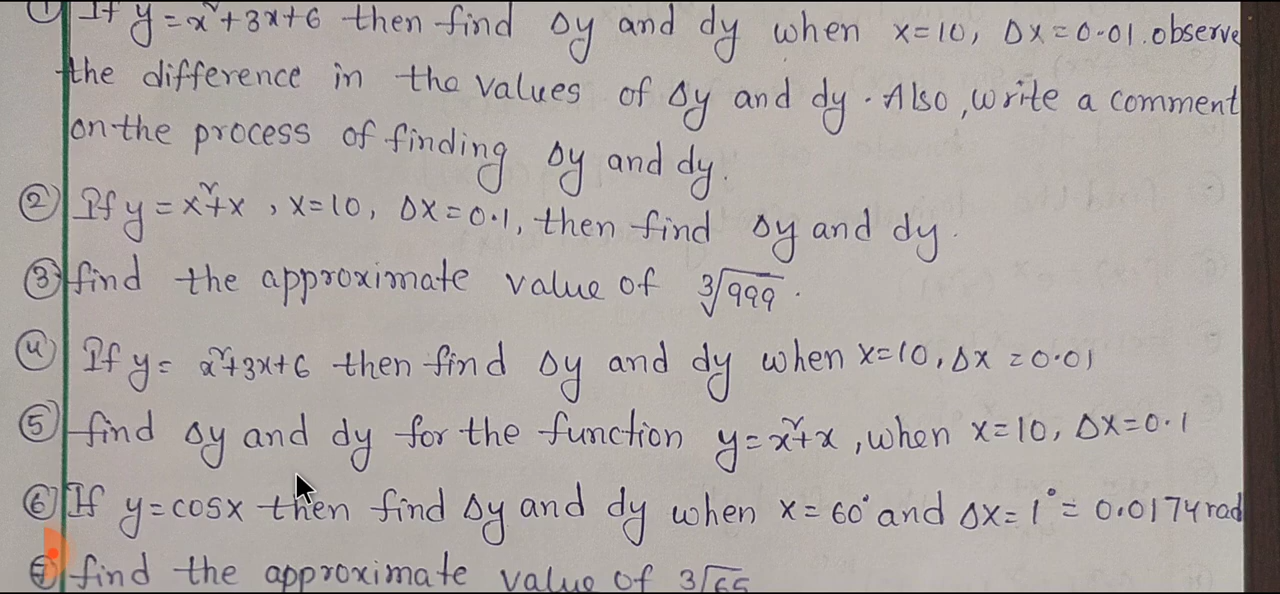 ① If y=x²+3x+6 then find Δy and dy when x=10, Δx=0.01. observe
the difference in the values of Δy and dy. Also, write a comment
on the process of finding Δy and dy.
② If y=x²+x, x=10, Δx=0.1, then find Δy and dy.
③ find the approximate value of ∛999.
④ If y= x²+3x+6 then find Δy and dy when x=10, Δx=0.01
⑤ find Δy and dy for the function y=x²+x, when x=10, Δx=0.1
⑥ If y=cosx then find Δy and dy when x=60° and Δx=1°=0.0174rad
⑦ find the approximate value of ∛65